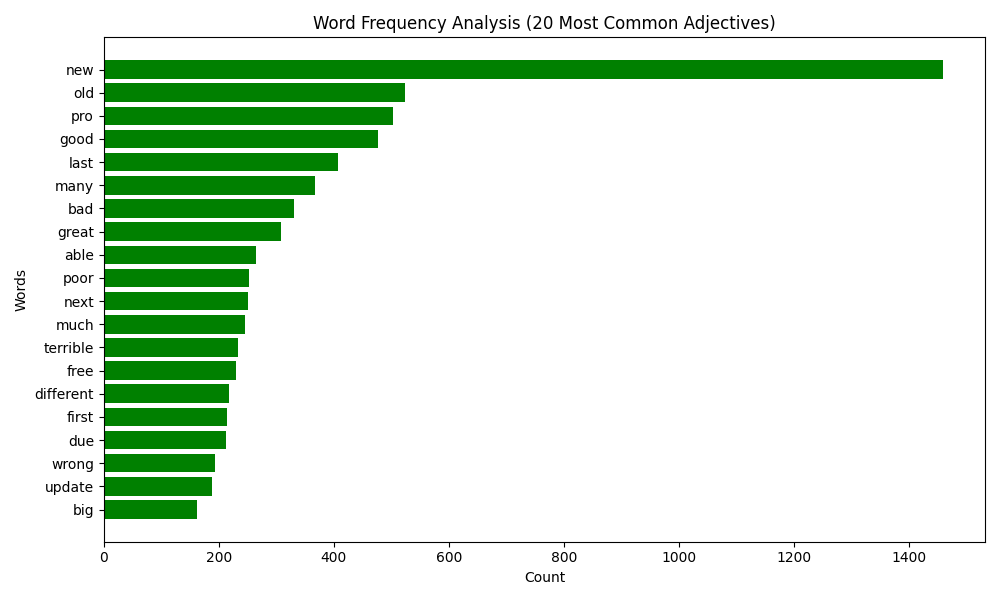 Word Frequency Analysis (20 Most Common Adjectives)
Words
new
old
pro
good
last
many
bad
great
able
poor
next
much
terrible
free
different
first
due
wrong
update
big
0 200 400 600 800 1000 1200 1400
Count